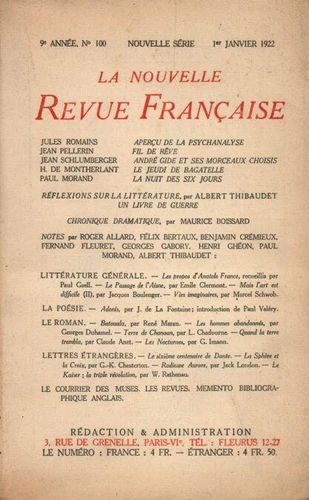 9e ANNÉE, No 100 NOUVELLE SÉRIE 1er JANVIER 1922
LA NOUVELLE
REVUE FRANÇAISE
JULES ROMAINS APERÇU DE LA PSYCHANALYSE
JEAN PELLERIN FIL DE RÊVE
JEAN SCHLUMBERGER ANDRÉ GIDE ET SES MORCEAUX CHOISIS
H. DE MONTHERLANT LE JEUDI DE BAGATELLE
PAUL MORAND LA NUIT DES SIX JOURS
RÉFLEXIONS SUR LA LITTÉRATURE, par ALBERT THIBAUDET
UN LIVRE DE GUERRE
CHRONIQUE DRAMATIQUE, par MAURICE BOISSARD
NOTES par ROGER ALLARD, FÉLIX BERTAUX, BENJAMIN CRÉMIEUX,
FERNAND FLEURET, GEORGES GABORY, HENRI GHÉON, PAUL
MORAND, ALBERT THIBAUDET :
LITTÉRATURE GÉNÉRALE. — Les propos d'Anatole France, recueillis par
Paul Gsell. — Le Passage de l'Aisne, par Emile Clermont. — Mais l'art est
difficile (II), par Jacques Boulenger. — Vies imaginaires, par Marcel Schwob.
LA POÉSIE. — Adonis, par J. de La Fontaine ; introduction de Paul Valéry.
LE ROMAN. — Batouala, par René Maran. — Les hommes abandonnés, par
Georges Duhamel. — Terre de Chanaan, par L. Chadourne. — Quand la terre
trembla, par Claude Anet. — Les Nocturnes, par G. Imann.
LETTRES ÉTRANGÈRES. — Le sixième centenaire de Dante. — La Sphère et
la Croix, par G.-K. Chesterton. — Radieuse Aurore, par Jack London. — Le
Kaiser ; la triple révolution, par W. Rathenau.
LE COURRIER DES MUSES. LES REVUES. MEMENTO BIBLIOGRA-
PHIQUE ANGLAIS.
RÉDACTION & ADMINISTRATION
3, RUE DE GRENELLE, PARIS-VIe, TÉL. : FLEURUS 12-27
LE NUMÉRO : FRANCE : 4 FR. — ÉTRANGER : 4 FR. 50.